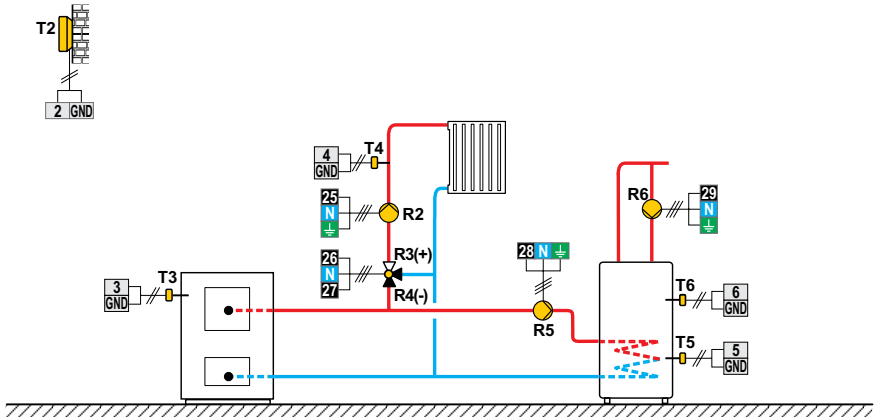 T2
2 GND
4
GND
T4
25
N
R2
R6
29
N
26
N
27
R3(+)
R4(-)
28 N
R5
3
GND
T3
T6
6
GND
T5
5
GND